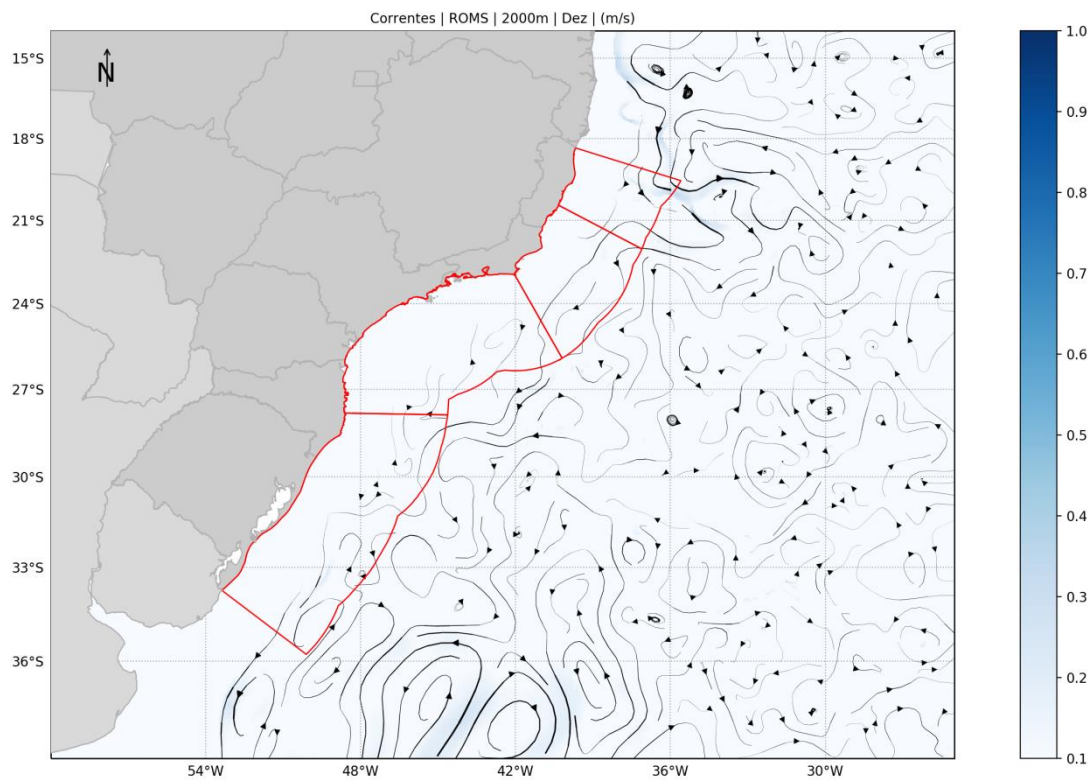 Correntes | ROMS | 2000m | Dez | (m/s)
N
15°S
18°S
21°S
24°S
27°S
30°S
33°S
36°S
54°W
48°W
42°W
36°W
30°W
1.0
0.9
0.8
0.7
0.6
0.5
0.4
0.3
0.2
0.1